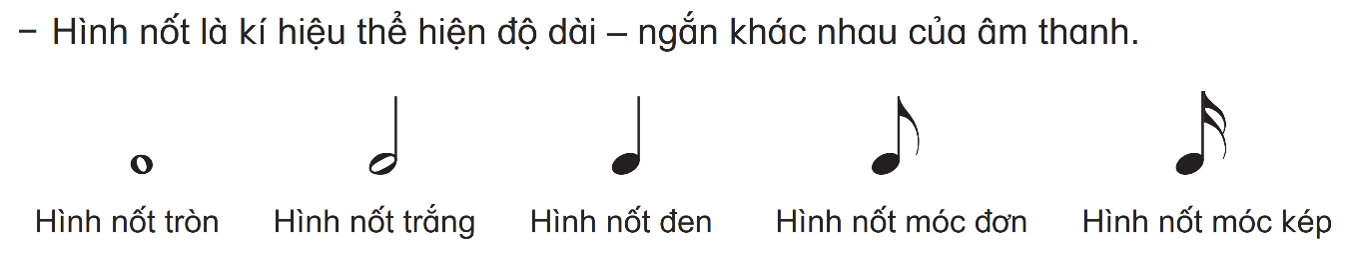 – Hình nốt là kí hiệu thể hiện độ dài – ngắn khác nhau của âm thanh.
Hình nốt tròn Hình nốt trắng Hình nốt đen Hình nốt móc đơn Hình nốt móc kép